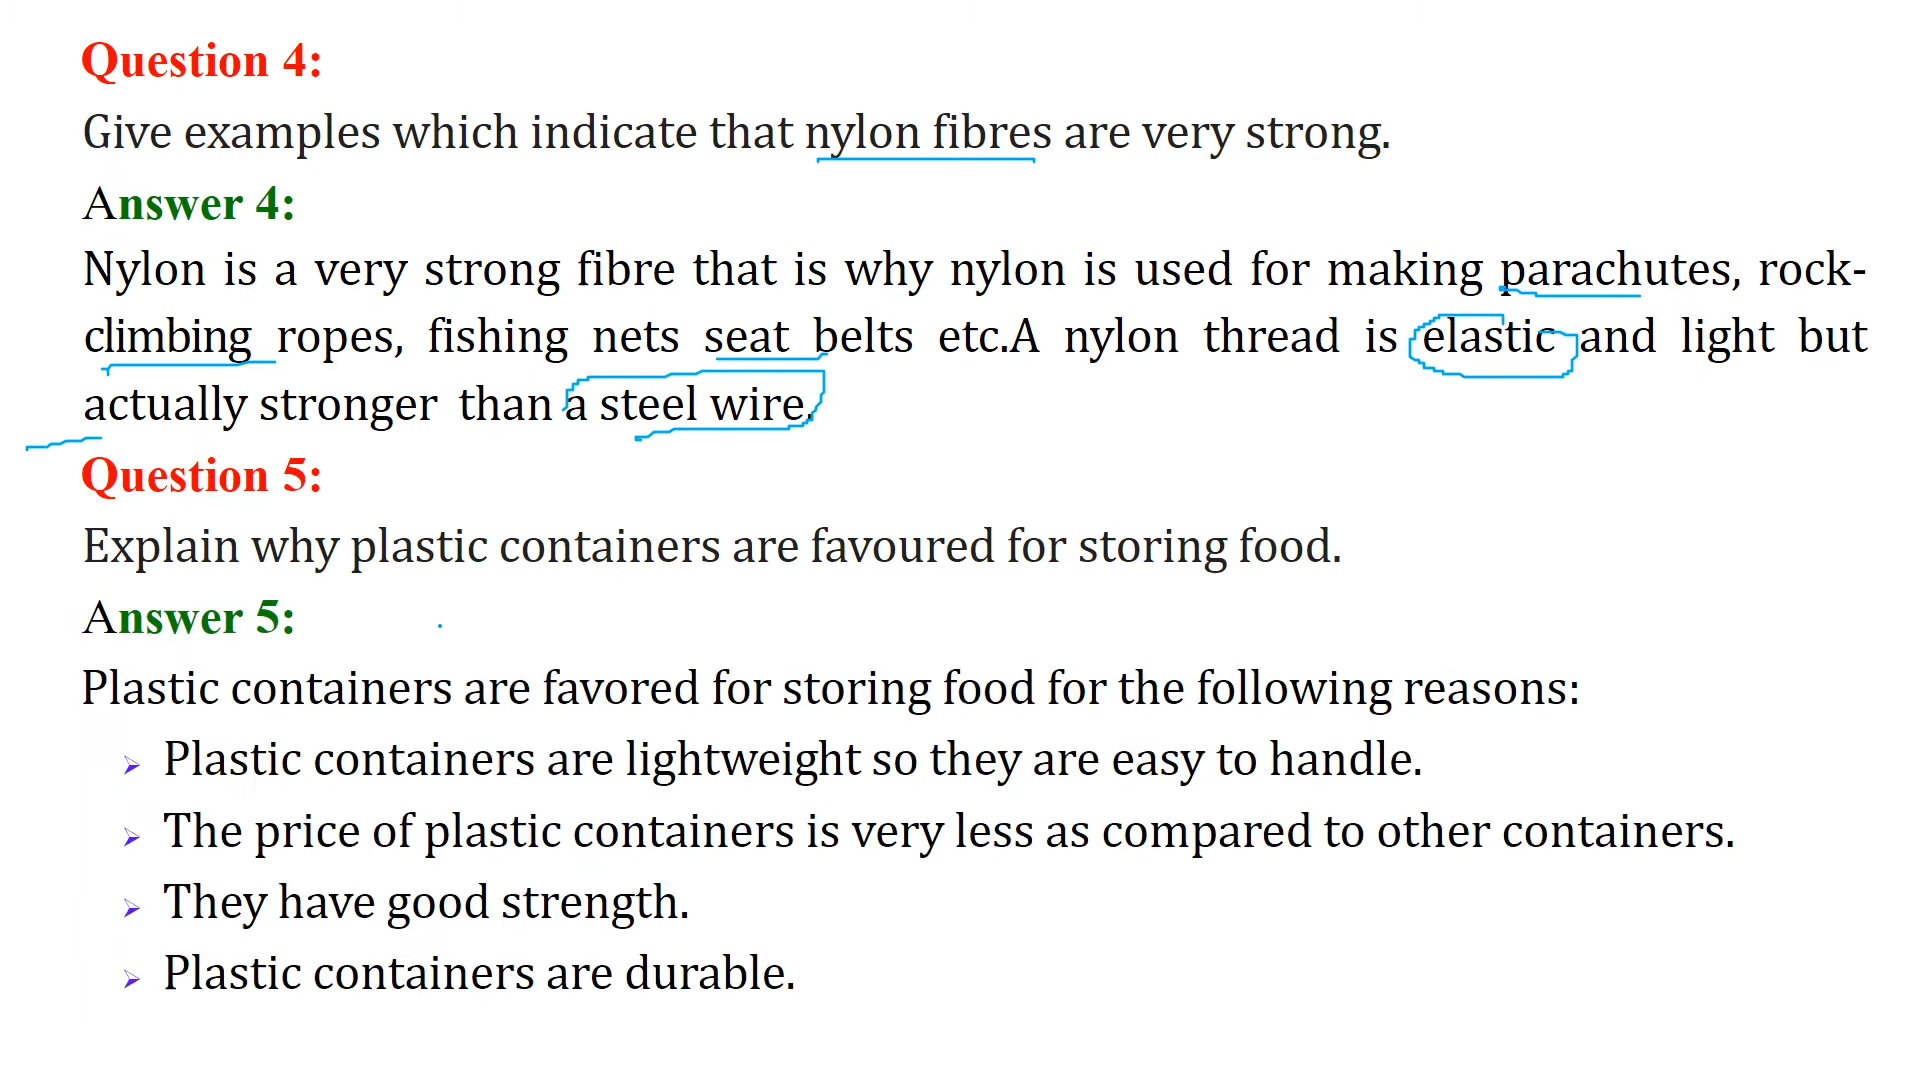 Question 4:
Give examples which indicate that nylon fibres are very strong.
Answer 4:
Nylon is a very strong fibre that is why nylon is used for making parachutes, rock-
climbing ropes, fishing nets seat belts etc.A nylon thread is elastic and light but
actually stronger than a steel wire.
Question 5:
Explain why plastic containers are favoured for storing food.
Answer 5:
Plastic containers are favored for storing food for the following reasons:
➢ Plastic containers are lightweight so they are easy to handle.
➢ The price of plastic containers is very less as compared to other containers.
➢ They have good strength.
➢ Plastic containers are durable.